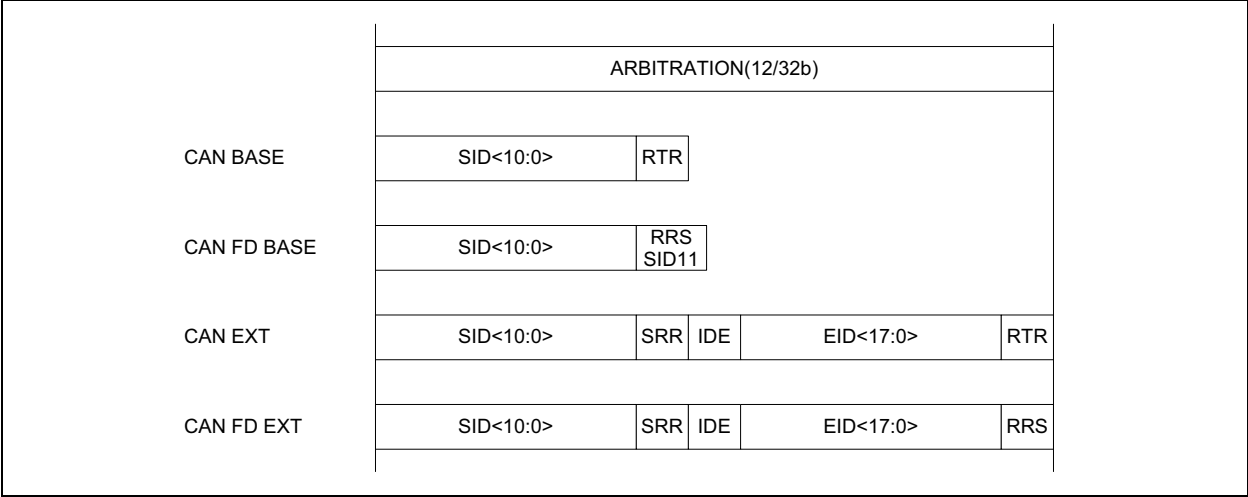 ARBITRATION(12/32b)
CAN BASE SID<10:0> RTR
CAN FD BASE SID<10:0> RRS
SID11
CAN EXT SID<10:0> SRR IDE EID<17:0> RTR
CAN FD EXT SID<10:0> SRR IDE EID<17:0> RRS